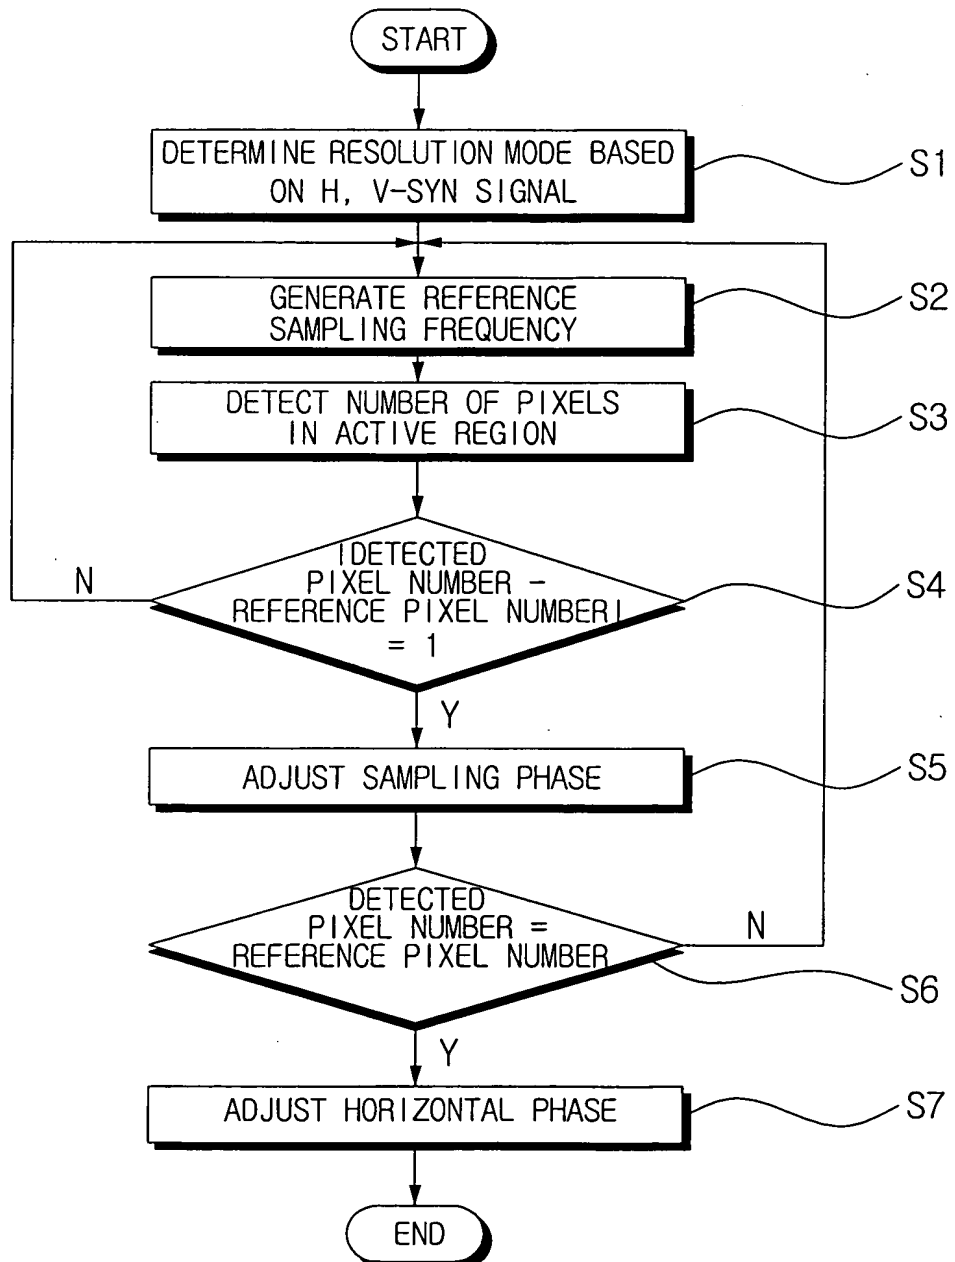 START
DETERMINE RESOLUTION MODE BASED
ON H, V-SYN SIGNAL
S1
GENERATE REFERENCE
SAMPLING FREQUENCY
S2
DETECT NUMBER OF PIXELS
IN ACTIVE REGION
S3
|DETECTED
PIXEL NUMBER -
REFERENCE PIXEL NUMBER|
= 1
N
S4
Y
ADJUST SAMPLING PHASE
S5
DETECTED
PIXEL NUMBER =
REFERENCE PIXEL NUMBER
N
S6
Y
ADJUST HORIZONTAL PHASE
S7
END